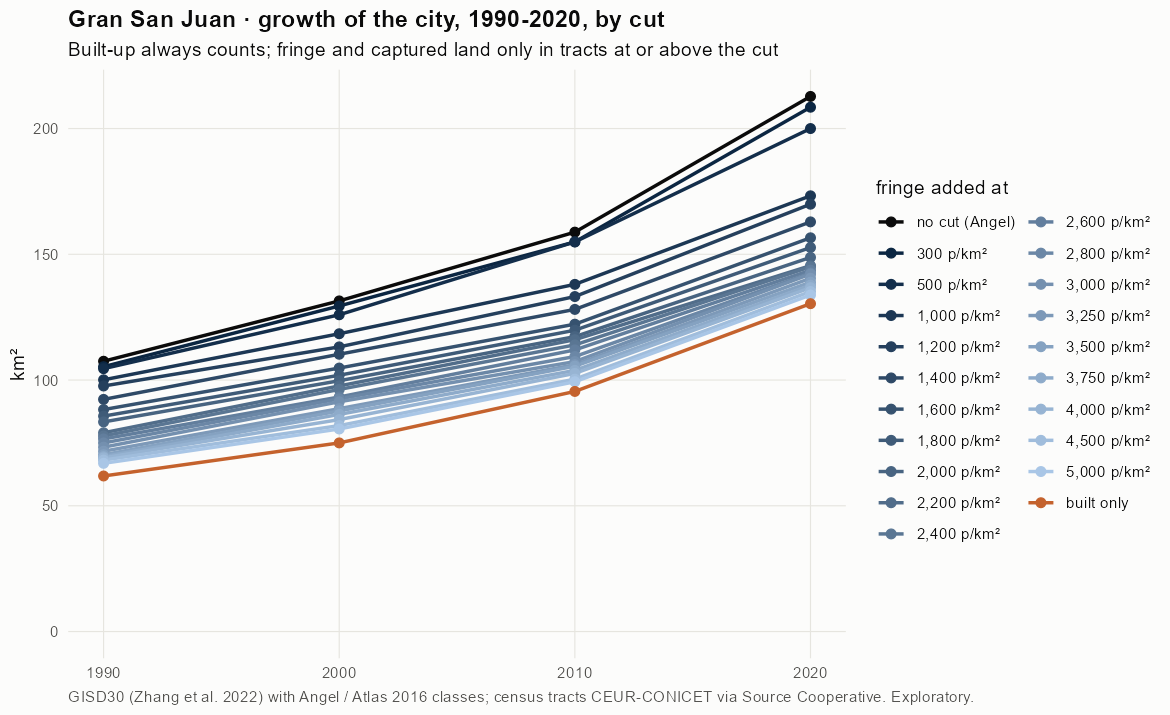 Gran San Juan · growth of the city, 1990-2020, by cut
Built-up always counts; fringe and captured land only in tracts at or above the cut
km²
200
150
100
50
0
1990 2000 2010 2020
fringe added at
no cut (Angel)
300 p/km²
500 p/km²
1,000 p/km²
1,200 p/km²
1,400 p/km²
1,600 p/km²
1,800 p/km²
2,000 p/km²
2,200 p/km²
2,400 p/km²
2,600 p/km²
2,800 p/km²
3,000 p/km²
3,250 p/km²
3,500 p/km²
3,750 p/km²
4,000 p/km²
4,500 p/km²
5,000 p/km²
built only
GISD30 (Zhang et al. 2022) with Angel / Atlas 2016 classes; census tracts CEUR-CONICET via Source Cooperative. Exploratory.